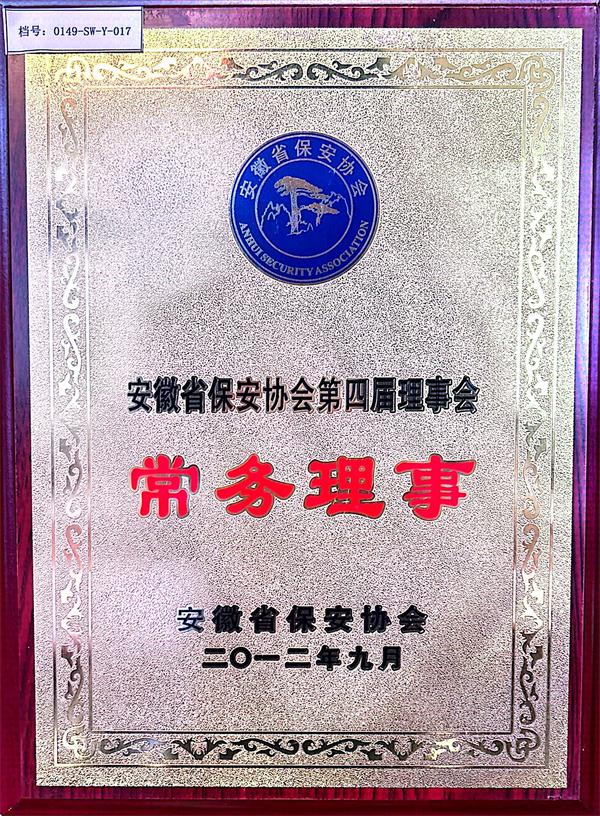 档号：0149-SW-Y-017
安徽省保安协会
ANHUI SECURITY ASSOCIATION
安徽省保安协会第四届理事会
常务理事
安徽省保安协会
二〇一二年九月